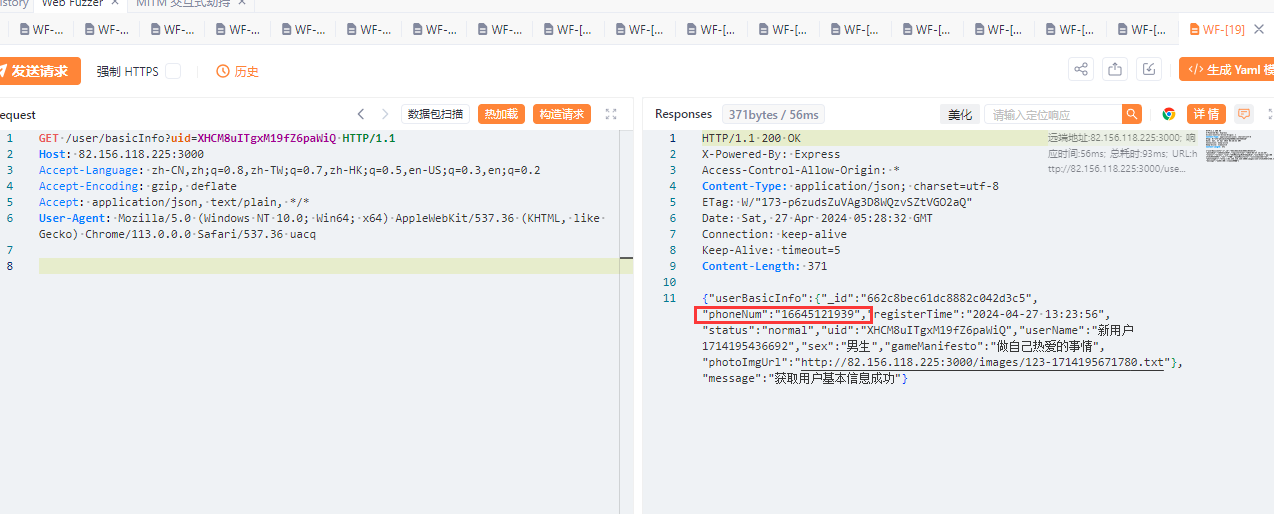 istory Web Fuzzer × MITM 交互式劫持 ×
WF-... WF-... WF-... WF-... WF-... WF-... WF-... WF-... WF-[... WF-[... WF-[... WF-[... WF-[... WF-[... WF-[... WF-[... WF-[... WF-[19] ×
发送请求 强制 HTTPS 历史 </> 生成 Yaml 模
equest < > 数据包扫描 热加载 构造请求 Responses 371bytes / 56ms 美化 请输入定位响应 详情
1 GET /user/basicInfo?uid=XHCM8uITgxM19fZ6paWiQ HTTP/1.1
2 Host: 82.156.118.225:3000
3 Accept-Language: zh-CN,zh;q=0.8,zh-TW;q=0.7,zh-HK;q=0.5,en-US;q=0.3,en;q=0.2
4 Accept-Encoding: gzip, deflate
5 Accept: application/json, text/plain, */*
6 User-Agent: Mozilla/5.0 (Windows NT 10.0; Win64; x64) AppleWebKit/537.36 (KHTML, like
Gecko) Chrome/113.0.0.0 Safari/537.36 uacq
7
8
1 HTTP/1.1 200 OK
2 X-Powered-By: Express
3 Access-Control-Allow-Origin: *
4 Content-Type: application/json; charset=utf-8
5 ETag: W/"173-p6zudsZuVAg3D8WQzvSZtVGO2aQ"
6 Date: Sat, 27 Apr 2024 05:28:32 GMT
7 Connection: keep-alive
8 Keep-Alive: timeout=5
9 Content-Length: 371
10
11 {"userBasicInfo":{"_id":"662c8bec61dc8882c042d3c5",
"phoneNum":"16645121939","registerTime":"2024-04-27 13:23:56",
"status":"normal","uid":"XHCM8uITgxM19fZ6paWiQ","userName":"新用户
1714195436692","sex":"男生","gameManifesto":"做自己热爱的事情",
"photoImgUrl":"http://82.156.118.225:3000/images/123-1714195671780.txt"},
"message":"获取用户基本信息成功"}
远端地址:82.156.118.225:3000; 响
应时间:56ms; 总耗时:93ms; URL:h
ttp://82.156.118.225:3000/use...